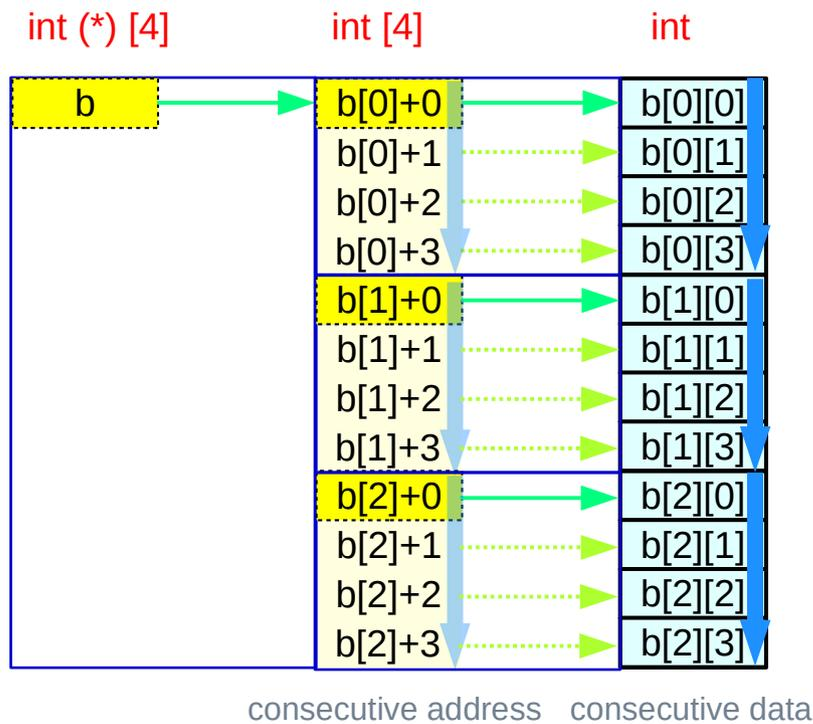 int (*) [4] int [4] int
b b[0]+0 b[0][0]
b[0]+1 b[0][1]
b[0]+2 b[0][2]
b[0]+3 b[0][3]
b[1]+0 b[1][0]
b[1]+1 b[1][1]
b[1]+2 b[1][2]
b[1]+3 b[1][3]
b[2]+0 b[2][0]
b[2]+1 b[2][1]
b[2]+2 b[2][2]
b[2]+3 b[2][3]
consecutive address consecutive data